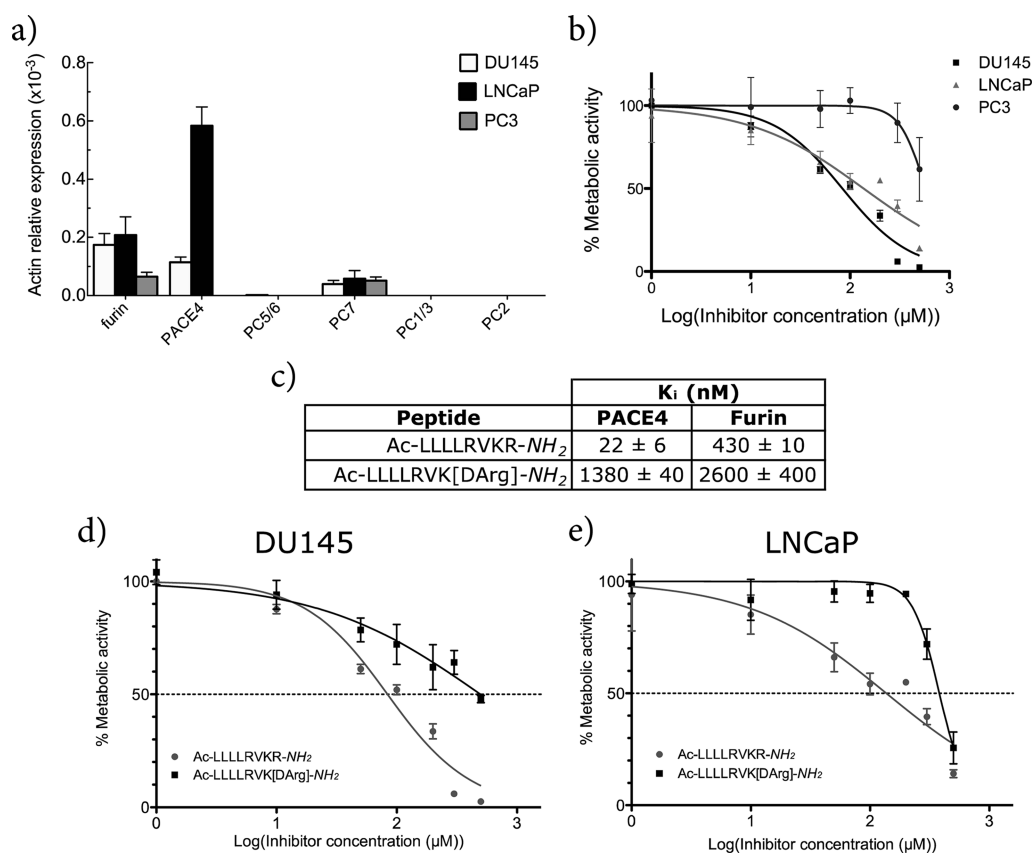 a)
Actin relative expression (x10⁻³)
0.8
0.6
0.4
0.2
0.0
furin
PACE4
PC5/6
PC7
PC1/3
PC2
DU145
LNCaP
PC3
b)
% Metabolic activity
100
50
0
0
1
2
3
Log(Inhibitor concentration (µM))
DU145
LNCaP
PC3
c)
Kᵢ (nM)
Peptide PACE4 Furin
Ac-LLLLRVKR-NH₂ 22 ± 6 430 ± 10
Ac-LLLLRVK[DArg]-NH₂ 1380 ± 40 2600 ± 400
d)
DU145
% Metabolic activity
100
50
0
0
1
2
3
Log(Inhibitor concentration (µM))
Ac-LLLLRVKR-NH₂
Ac-LLLLRVK[DArg]-NH₂
e)
LNCaP
% Metabolic activity
100
50
0
0
1
2
3
Log(Inhibitor concentration (µM))
Ac-LLLLRVKR-NH₂
Ac-LLLLRVK[DArg]-NH₂